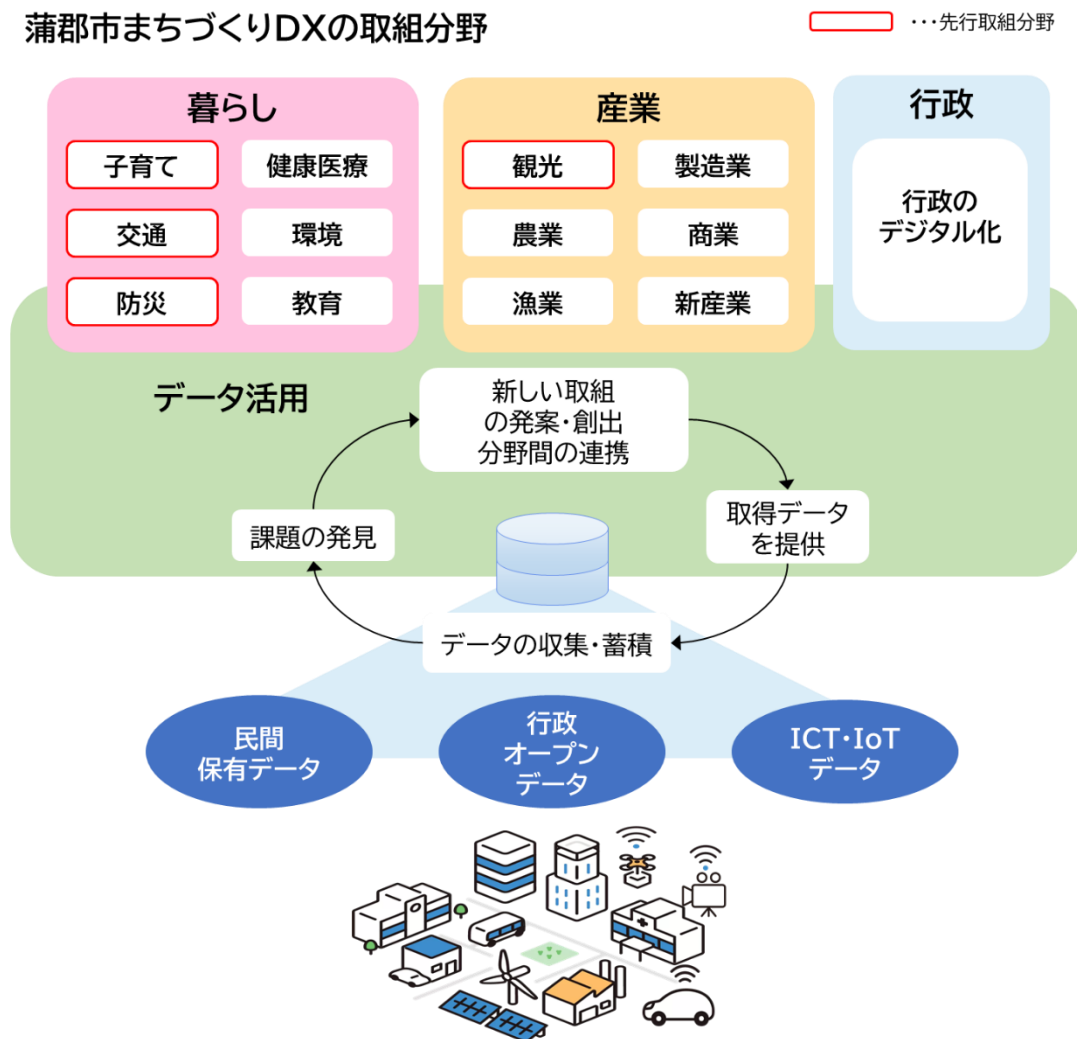 蒲郡市まちづくりDXの取組分野
･･･先行取組分野
暮らし
子育て
健康医療
交通
環境
防災
教育
産業
観光
製造業
農業
商業
漁業
新産業
行政
行政の
デジタル化
データ活用
新しい取組
の発案･創出
分野間の連携
課題の発見
取得データ
を提供
データの収集･蓄積
民間
保有データ
行政
オープン
データ
ICT･IoT
データ